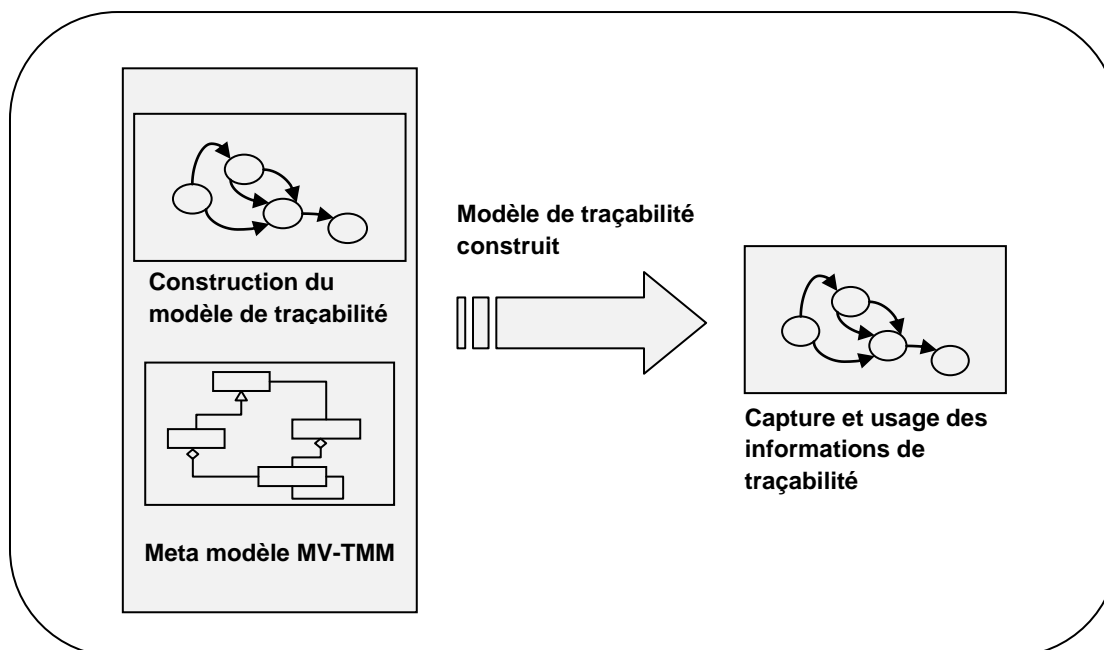 Construction du
modèle de traçabilité
Meta modèle MV-TMM
Modèle de traçabilité
construit
Capture et usage des
informations de
traçabilité